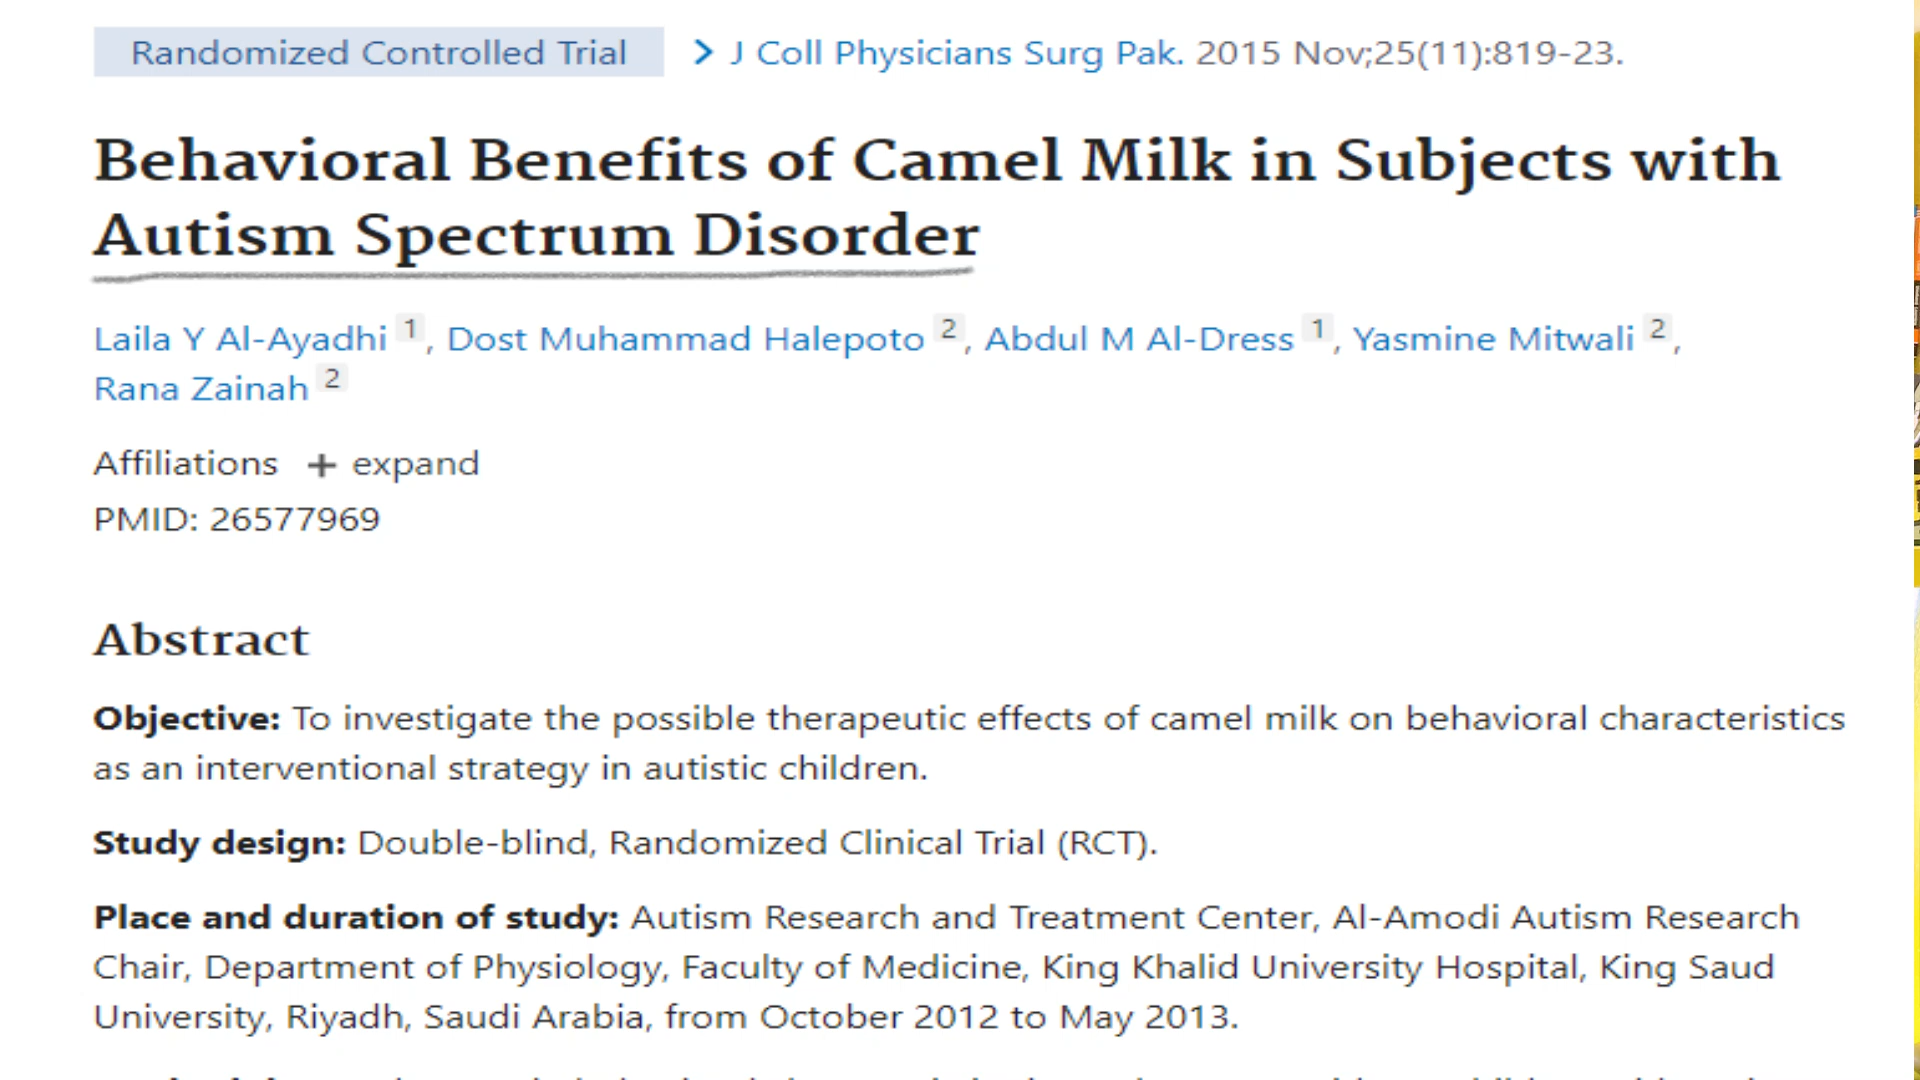 Randomized Controlled Trial > J Coll Physicians Surg Pak. 2015 Nov;25(11):819-23.
Behavioral Benefits of Camel Milk in Subjects with
Autism Spectrum Disorder
Laila Y Al-Ayadhi 1, Dost Muhammad Halepoto 2, Abdul M Al-Dress 1, Yasmine Mitwali 2,
Rana Zainah 2
Affiliations + expand
PMID: 26577969
Abstract
Objective: To investigate the possible therapeutic effects of camel milk on behavioral characteristics
as an interventional strategy in autistic children.
Study design: Double-blind, Randomized Clinical Trial (RCT).
Place and duration of study: Autism Research and Treatment Center, Al-Amodi Autism Research
Chair, Department of Physiology, Faculty of Medicine, King Khalid University Hospital, King Saud
University, Riyadh, Saudi Arabia, from October 2012 to May 2013.